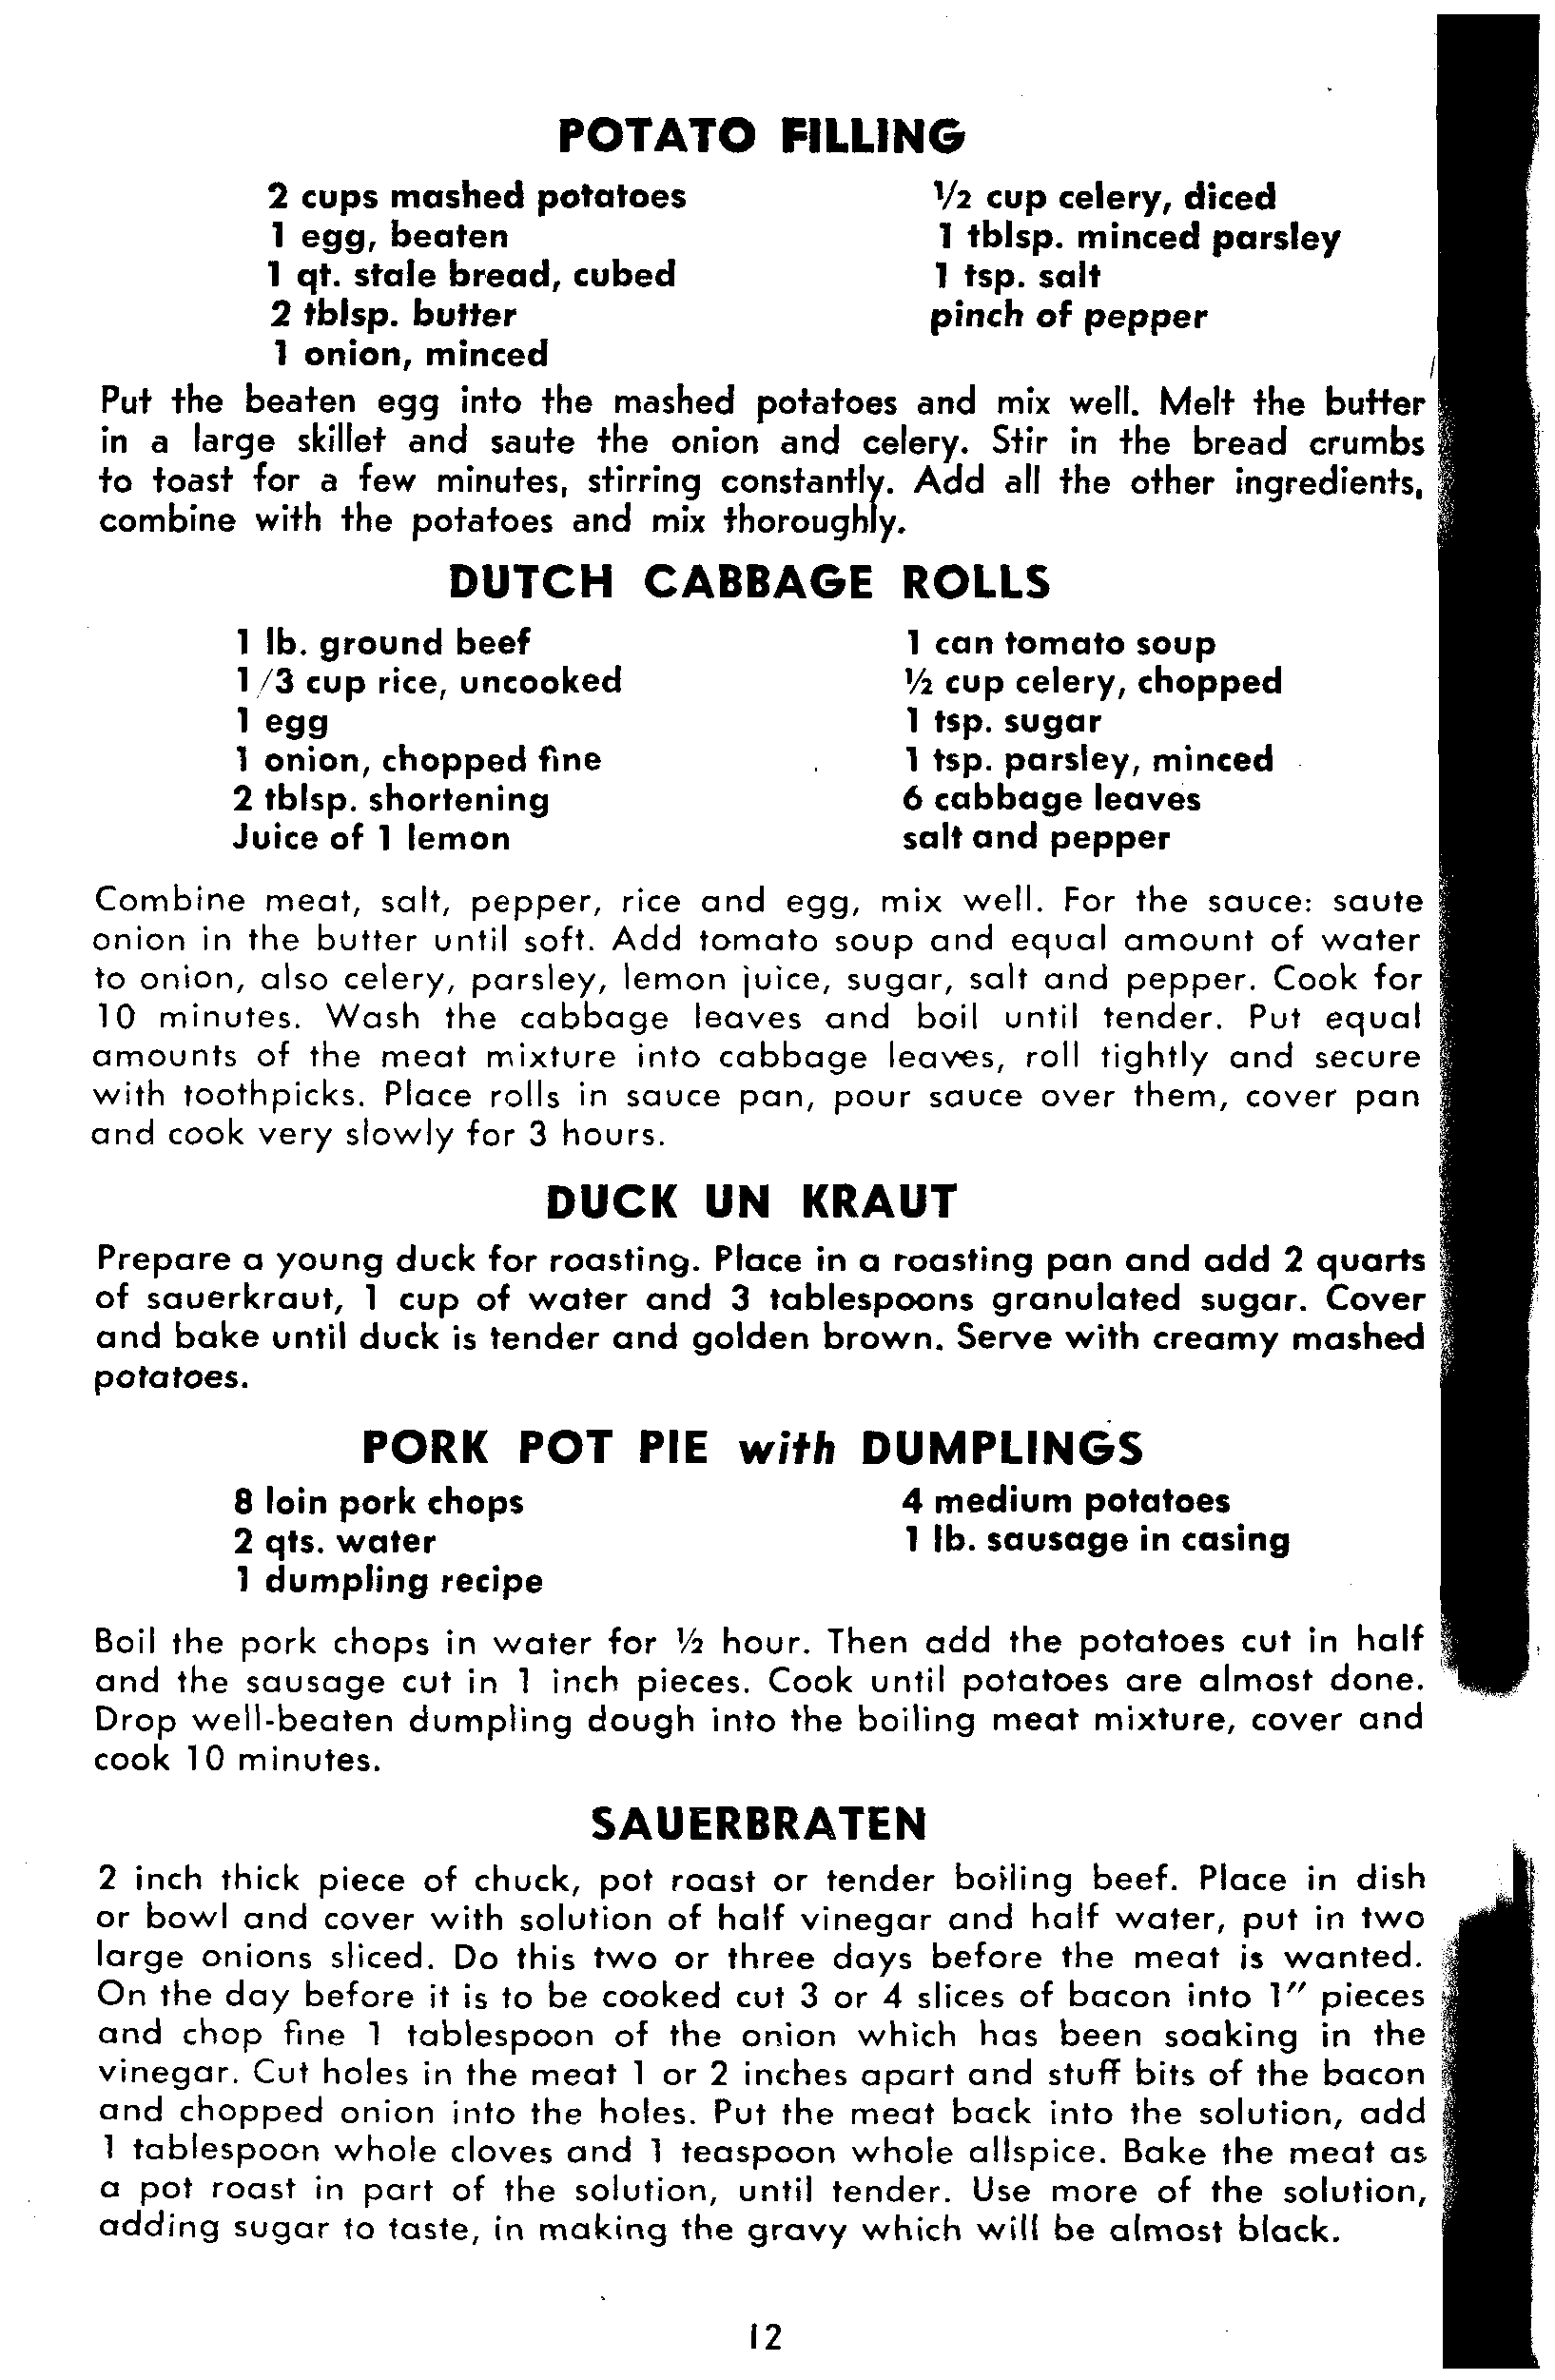 POTATO FILLING
2 cups mashed potatoes
1 egg, beaten
1 qt. stale bread, cubed
2 tblsp. butter
1 onion, minced
½ cup celery, diced
1 tblsp. minced parsley
1 tsp. salt
pinch of pepper
Put the beaten egg into the mashed potatoes and mix well. Melt the butter
in a large skillet and saute the onion and celery. Stir in the bread crumbs
to toast for a few minutes, stirring constantly. Add all the other ingredients,
combine with the potatoes and mix thoroughly.
DUTCH CABBAGE ROLLS
1 lb. ground beef
1/3 cup rice, uncooked
1 egg
1 onion, chopped fine
2 tblsp. shortening
Juice of 1 lemon
1 can tomato soup
½ cup celery, chopped
1 tsp. sugar
1 tsp. parsley, minced
6 cabbage leaves
salt and pepper
Combine meat, salt, pepper, rice and egg, mix well. For the sauce: saute
onion in the butter until soft. Add tomato soup and equal amount of water
to onion, also celery, parsley, lemon juice, sugar, salt and pepper. Cook for
10 minutes. Wash the cabbage leaves and boil until tender. Put equal
amounts of the meat mixture into cabbage leaves, roll tightly and secure
with toothpicks. Place rolls in sauce pan, pour sauce over them, cover pan
and cook very slowly for 3 hours.
DUCK UN KRAUT
Prepare a young duck for roasting. Place in a roasting pan and add 2 quarts
of sauerkraut, 1 cup of water and 3 tablespoons granulated sugar. Cover
and bake until duck is tender and golden brown. Serve with creamy mashed
potatoes.
PORK POT PIE with DUMPLINGS
8 loin pork chops
2 qts. water
1 dumpling recipe
4 medium potatoes
1 lb. sausage in casing
Boil the pork chops in water for ½ hour. Then add the potatoes cut in half
and the sausage cut in 1 inch pieces. Cook until potatoes are almost done.
Drop well-beaten dumpling dough into the boiling meat mixture, cover and
cook 10 minutes.
SAUERBRATEN
2 inch thick piece of chuck, pot roast or tender boiling beef. Place in dish
or bowl and cover with solution of half vinegar and half water, put in two
large onions sliced. Do this two or three days before the meat is wanted.
On the day before it is to be cooked cut 3 or 4 slices of bacon into 1" pieces
and chop fine 1 tablespoon of the onion which has been soaking in the
vinegar. Cut holes in the meat 1 or 2 inches apart and stuff bits of the bacon
and chopped onion into the holes. Put the meat back into the solution, add
1 tablespoon whole cloves and 1 teaspoon whole allspice. Bake the meat as
a pot roast in part of the solution, until tender. Use more of the solution,
adding sugar to taste, in making the gravy which will be almost black.
12